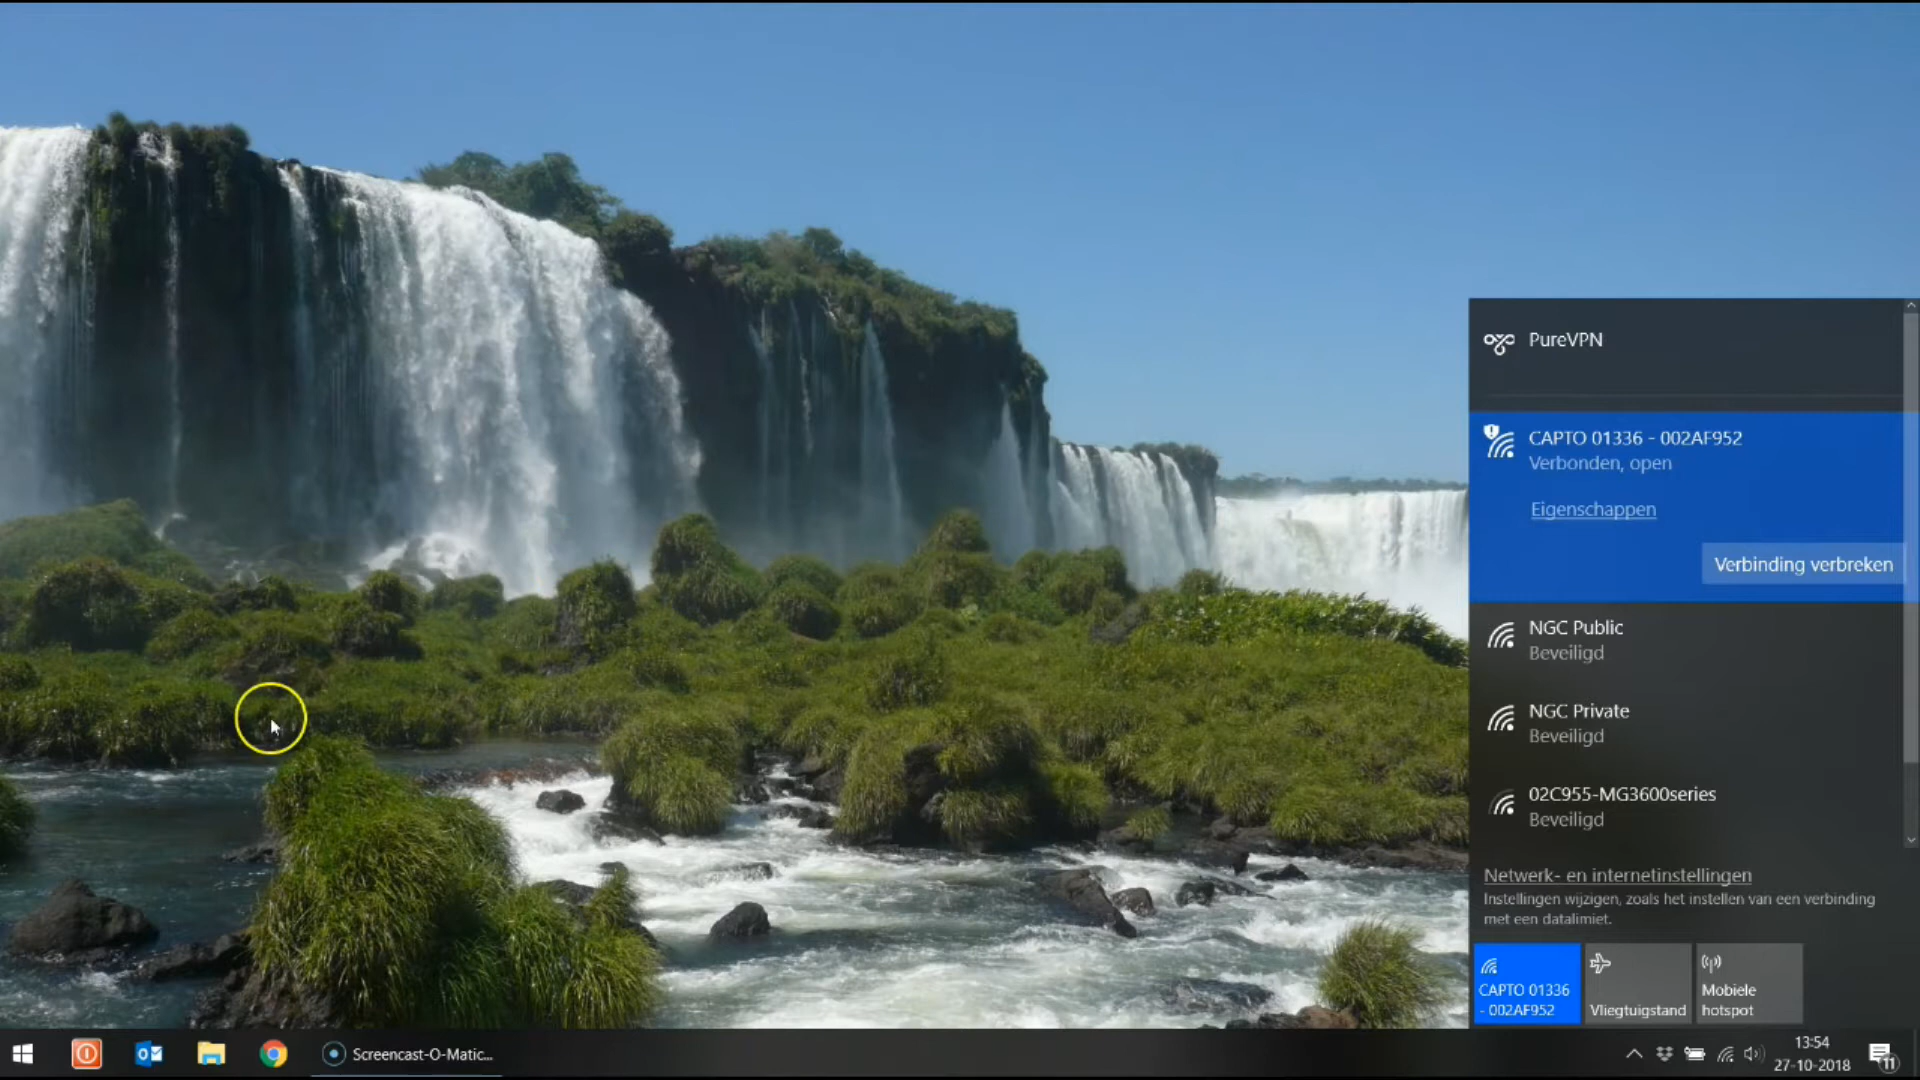 PureVPN
CAPTO 01336 - 002AF952
Verbonden, open
Eigenschappen
Verbinding verbreken
NGC Public
Beveiligd
NGC Private
Beveiligd
02C955-MG3600series
Beveiligd
Netwerk- en internetinstellingen
Instellingen wijzigen, zoals het instellen van een verbinding
met een datalimiet.
CAPTO 01336
- 002AF952
Vliegtuigstand
Mobiele
hotspot
Screencast-O-Matic...
13:54
27-10-2018
11